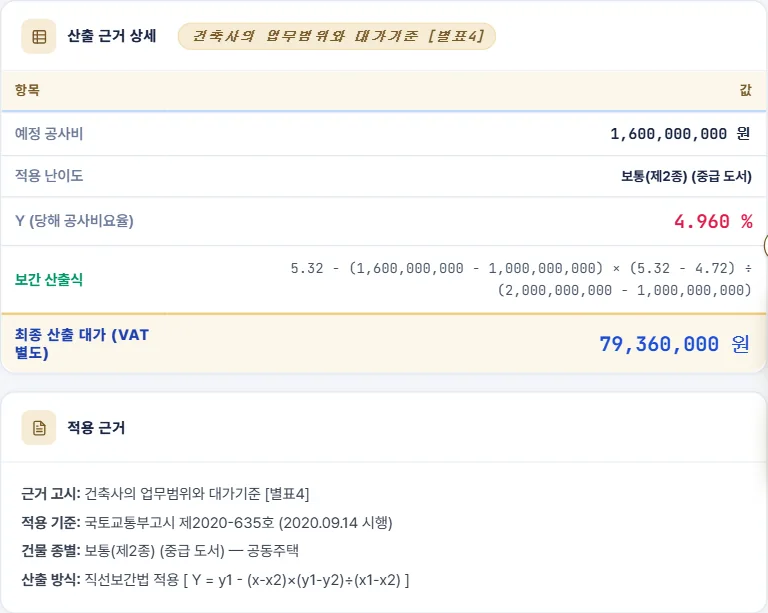 산출 근거 상세
건축사의 업무범위와 대가기준 [별표4]
항목 값
예정 공사비 1,600,000,000 원
적용 난이도 보통(제2종) (중급 도서)
Y (당해 공사비요율) 4.960 %
보간 산출식 5.32 - (1,600,000,000 - 1,000,000,000) × (5.32 - 4.72) ÷
(2,000,000,000 - 1,000,000,000)
최종 산출 대가 (VAT
별도) 79,360,000 원
적용 근거
근거 고시: 건축사의 업무범위와 대가기준 [별표4]
적용 기준: 국토교통부고시 제2020-635호 (2020.09.14 시행)
건물 종별: 보통(제2종) (중급 도서) — 공동주택
산출 방식: 직선보간법 적용 [ Y = y1 - (x-x2)×(y1-y2)÷(x1-x2) ]